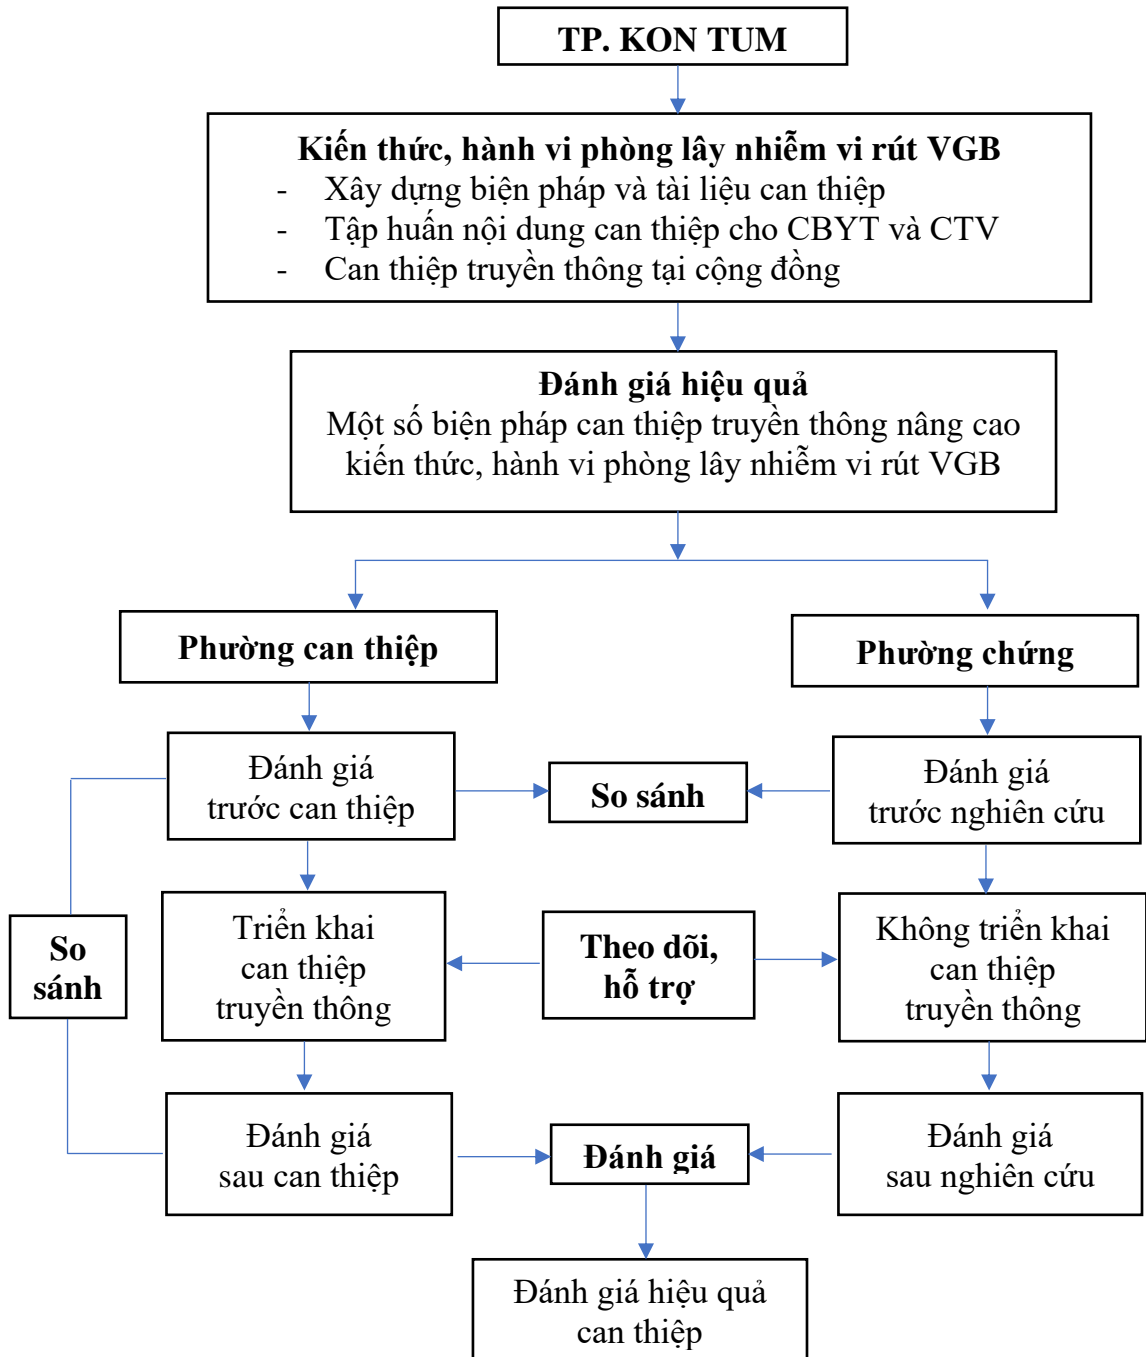 TP. KON TUM
Kiến thức, hành vi phòng lây nhiễm vi rút VGB
- Xây dựng biện pháp và tài liệu can thiệp
- Tập huấn nội dung can thiệp cho CBYT và CTV
- Can thiệp truyền thông tại cộng đồng
Đánh giá hiệu quả
Một số biện pháp can thiệp truyền thông nâng cao
kiến thức, hành vi phòng lây nhiễm vi rút VGB
Phường can thiệp
Phường chứng
Đánh giá
trước can thiệp
So sánh
Đánh giá
trước nghiên cứu
So
sánh
Triển khai
can thiệp
truyền thông
Theo dõi,
hỗ trợ
Không triển khai
can thiệp
truyền thông
Đánh giá
sau can thiệp
Đánh giá
Đánh giá
sau nghiên cứu
Đánh giá hiệu quả
can thiệp